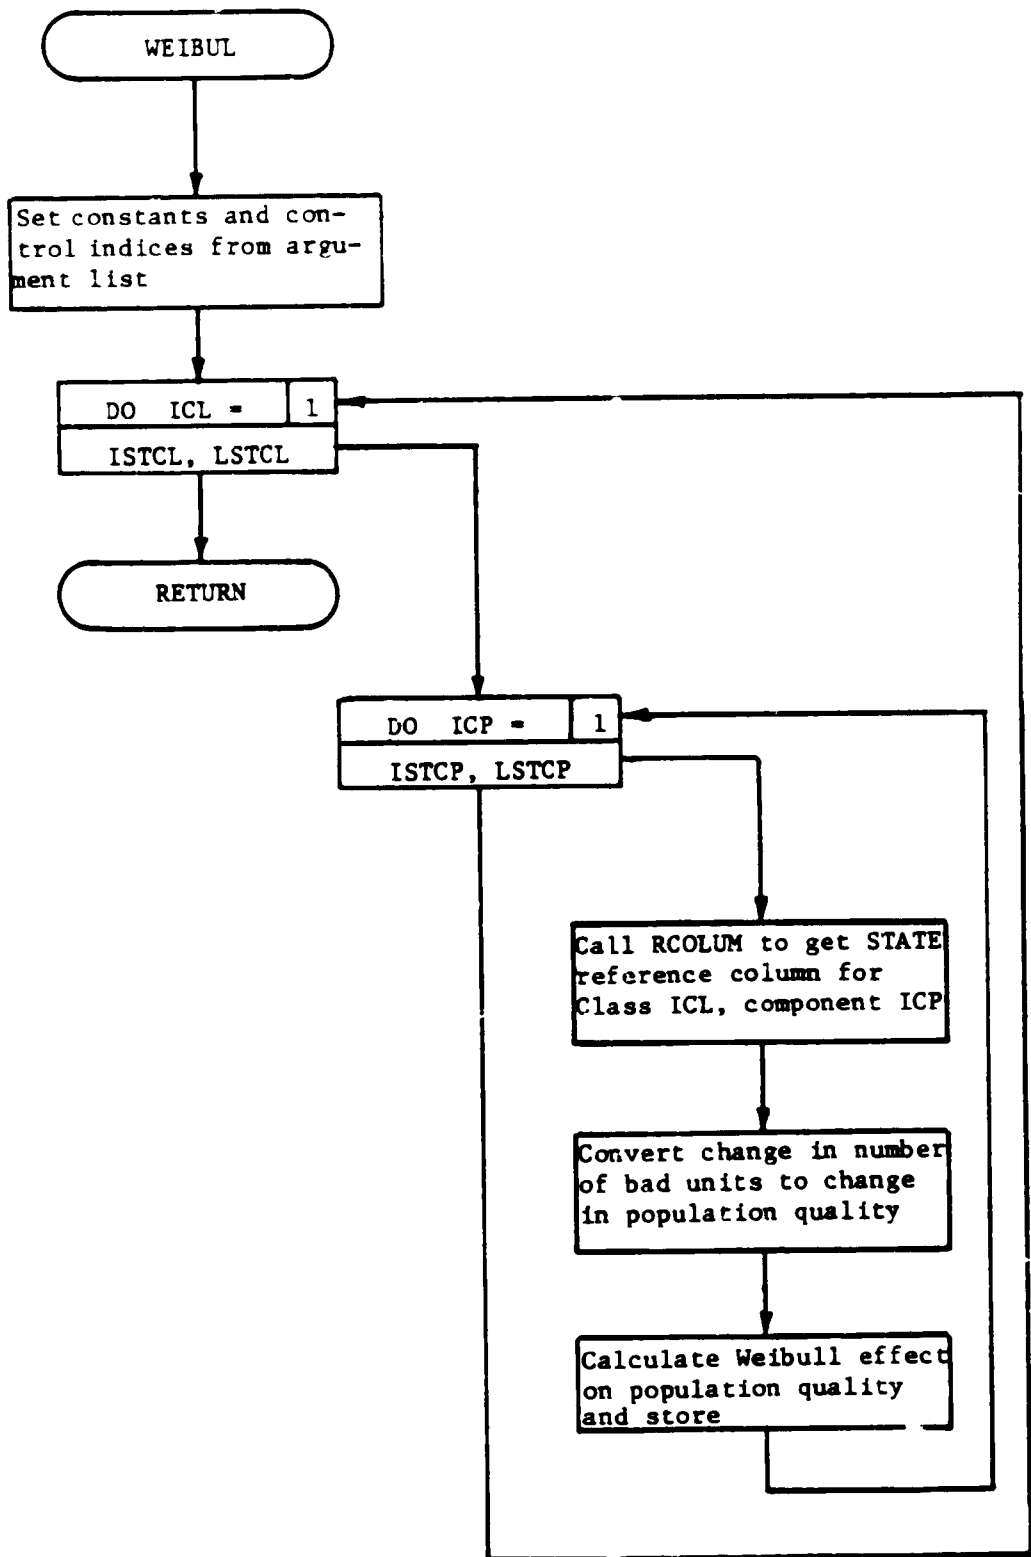 WEIBUL
Set constants and con-
trol indices from argu-
ment list
DO ICL = 1
ISTCL, LSTCL
RETURN
DO ICP = 1
ISTCP, LSTCP
Call RCOLUM to get STATE
reference column for
Class ICL, component ICP
Convert change in number
of bad units to change
in population quality
Calculate Weibull effect
on population quality
and store